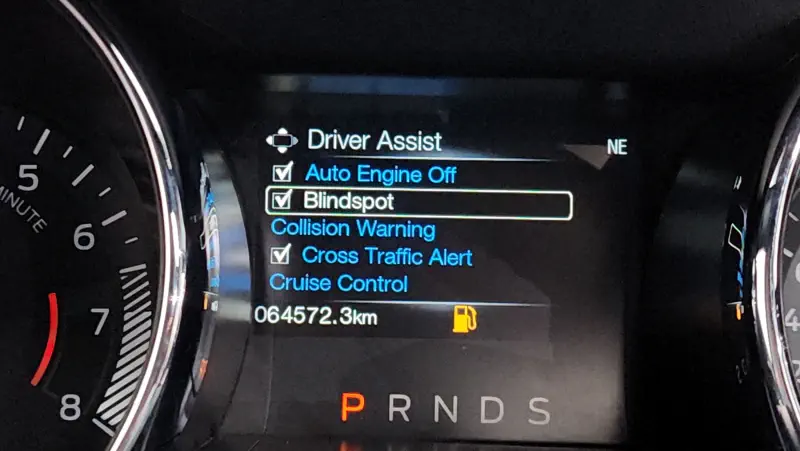 Driver Assist
NE
Auto Engine Off
Blindspot
Collision Warning
Cross Traffic Alert
Cruise Control
064572.3km
P R N D S
5
MINUTE
6
7
8
4